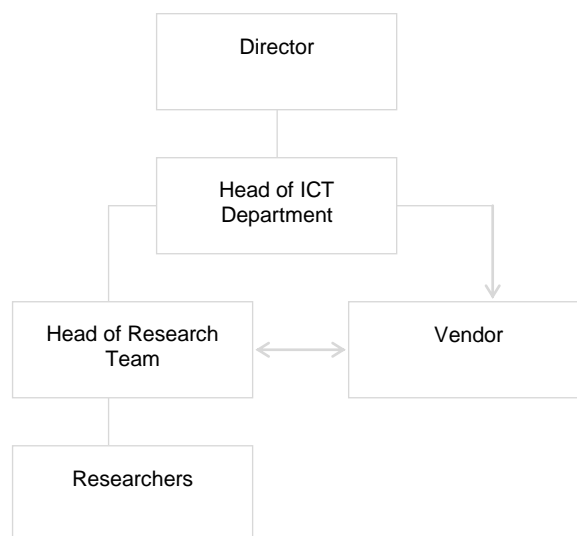 Director
Head of ICT
Department
Head of Research
Team
Vendor
Researchers